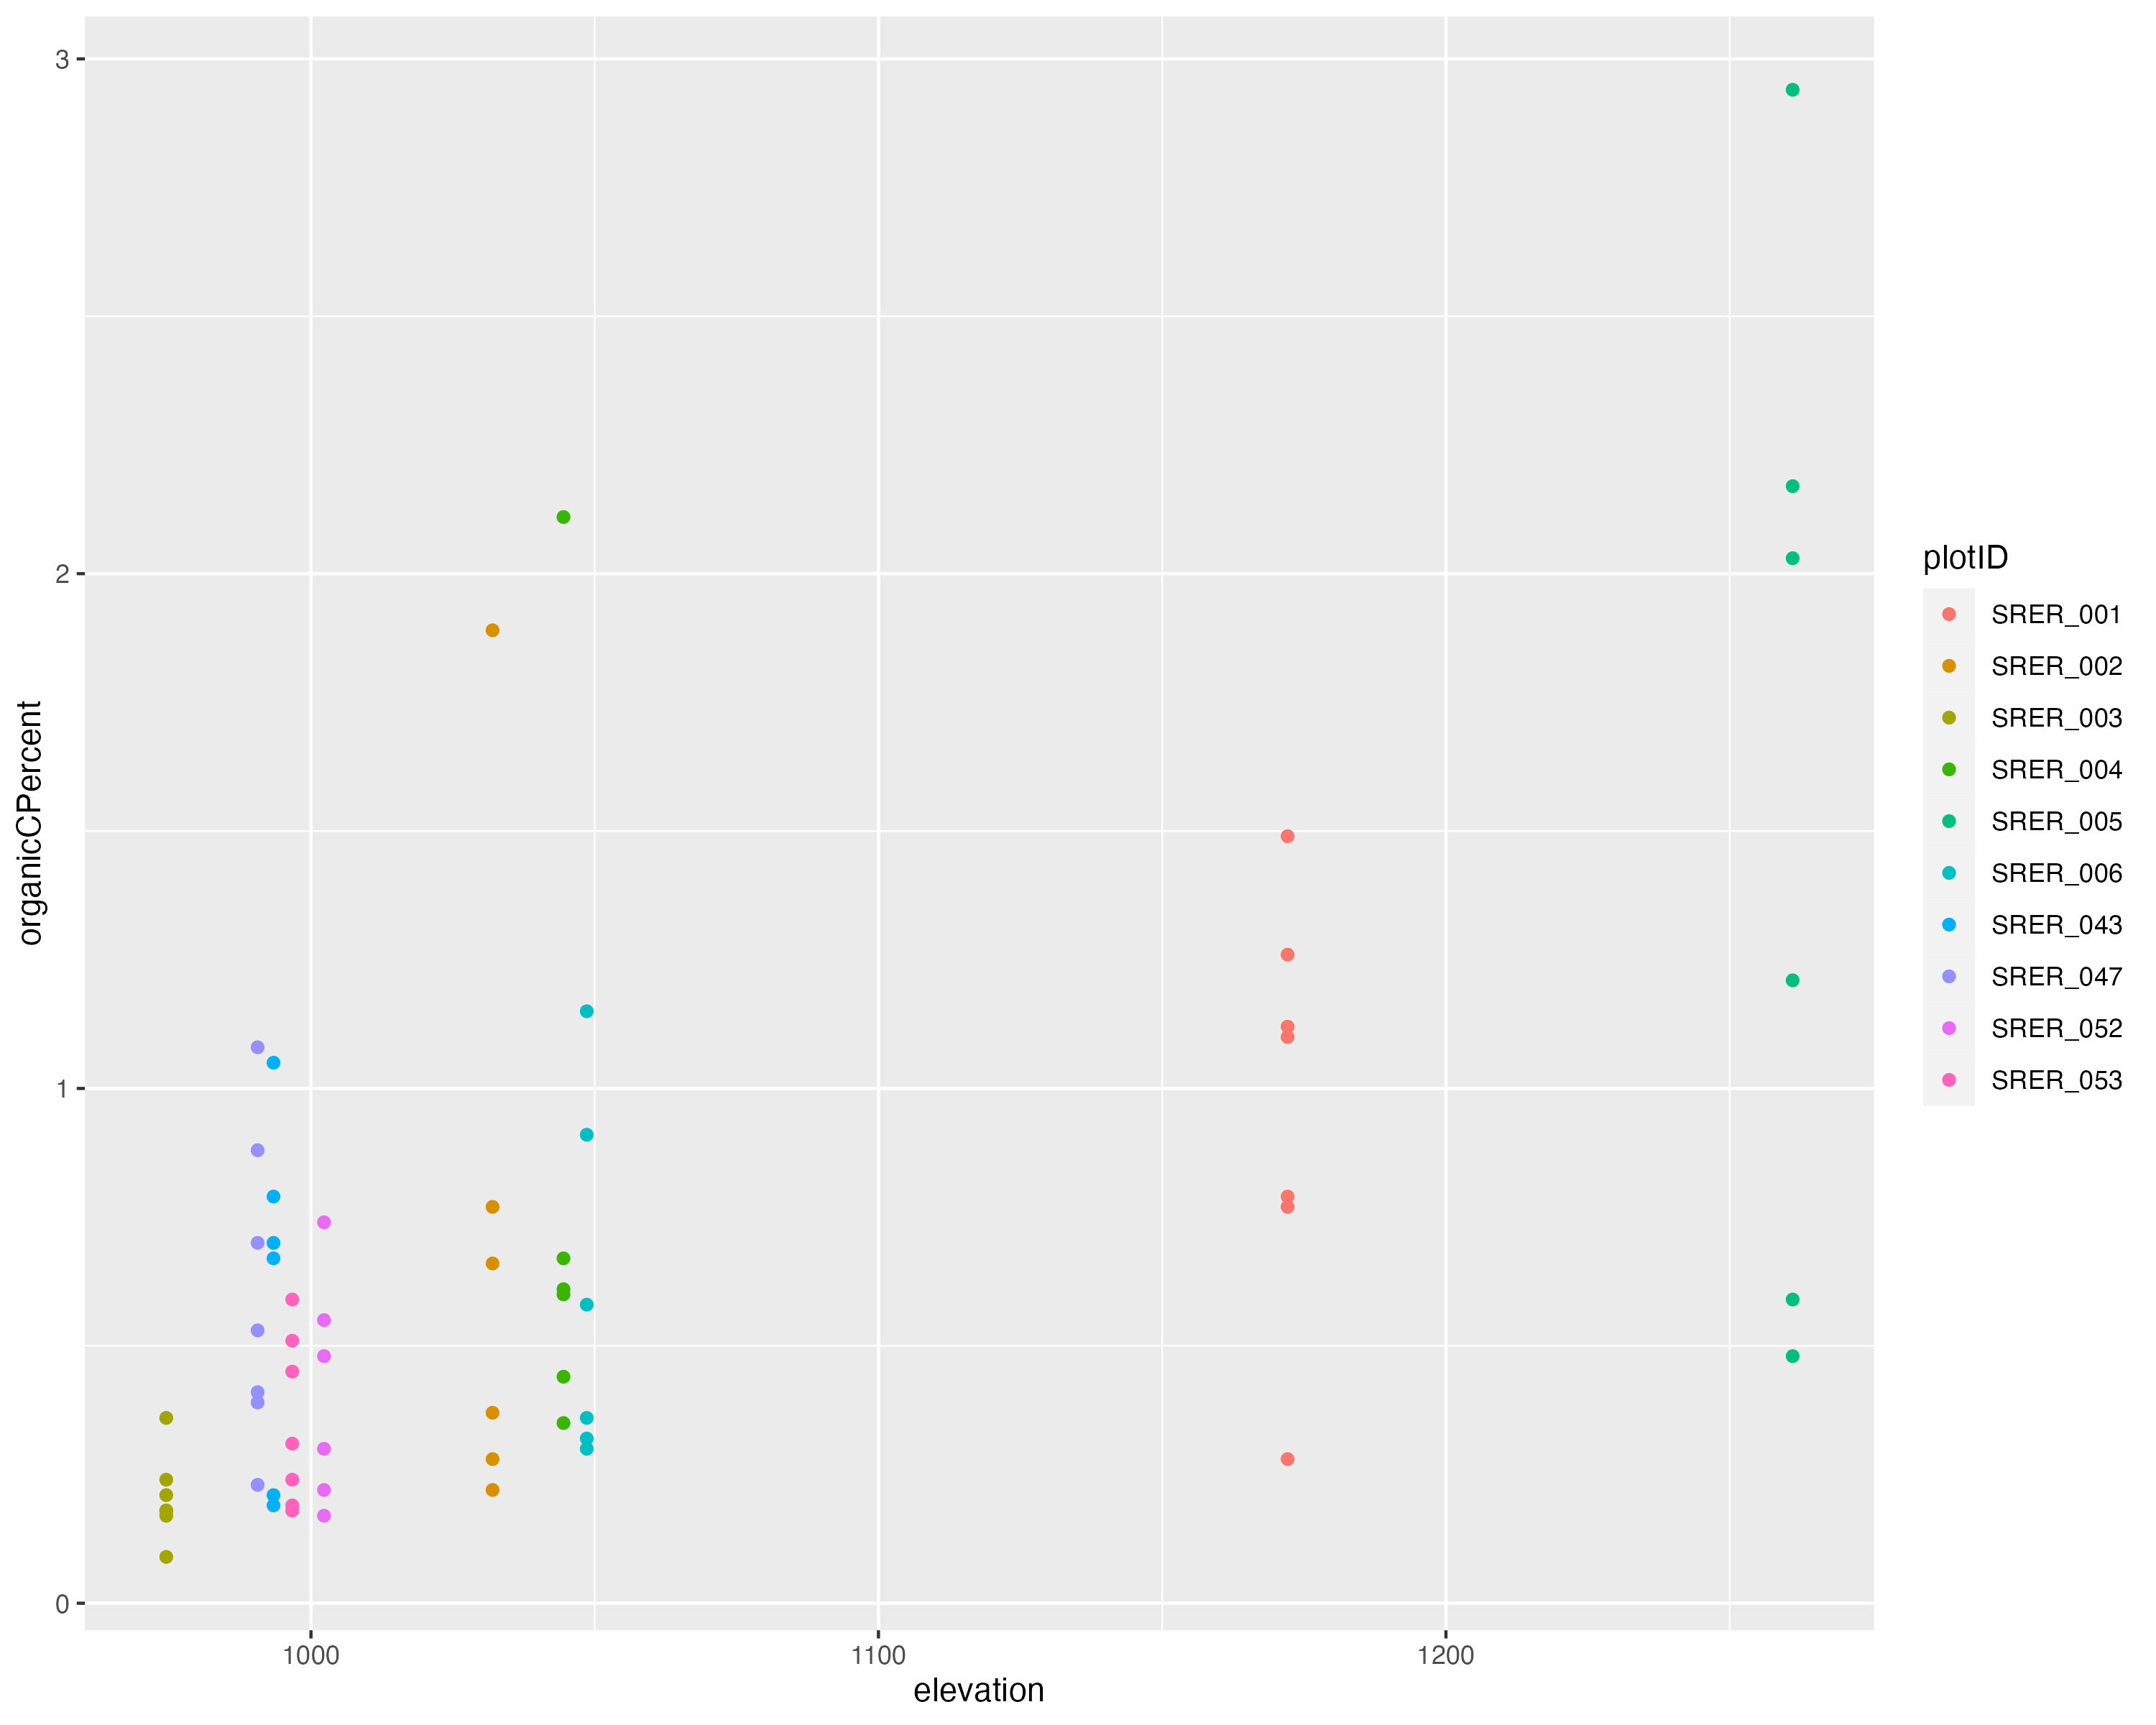 organicCPercent
3
2
1
0
1000
1100
1200
elevation
plotID
SRER_001
SRER_002
SRER_003
SRER_004
SRER_005
SRER_006
SRER_043
SRER_047
SRER_052
SRER_053